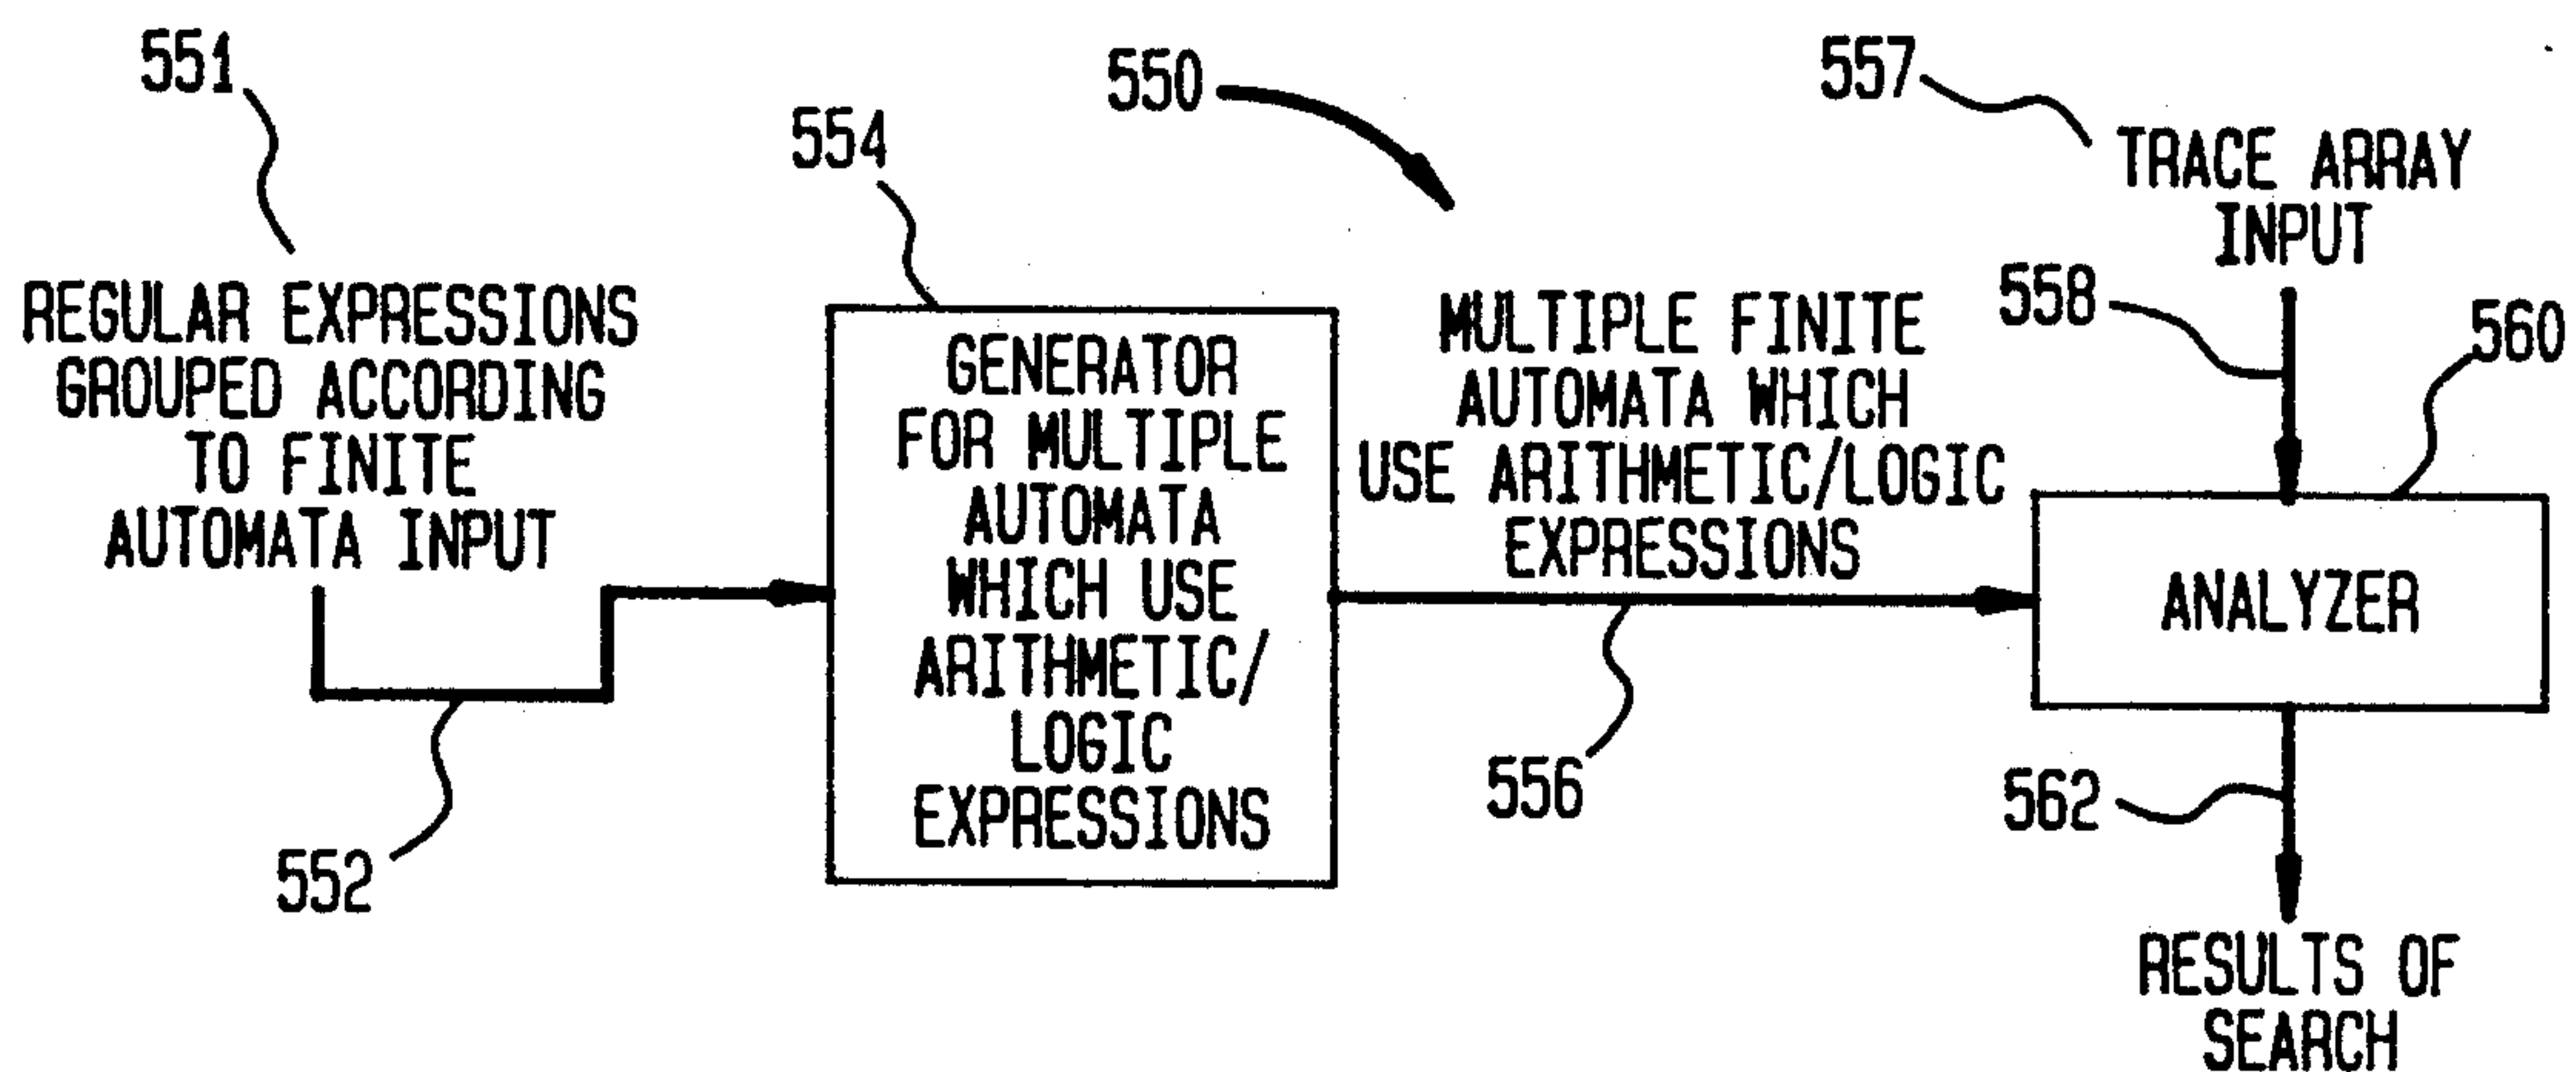 551
REGULAR EXPRESSIONS
GROUPED ACCORDING
TO FINITE
AUTOMATA INPUT
552
554
GENERATOR
FOR MULTIPLE
AUTOMATA
WHICH USE
ARITHMETIC/
LOGIC
EXPRESSIONS
550
MULTIPLE FINITE
AUTOMATA WHICH
USE ARITHMETIC/LOGIC
EXPRESSIONS
556
557
TRACE ARRAY
INPUT
558
560
ANALYZER
562
RESULTS OF
SEARCH